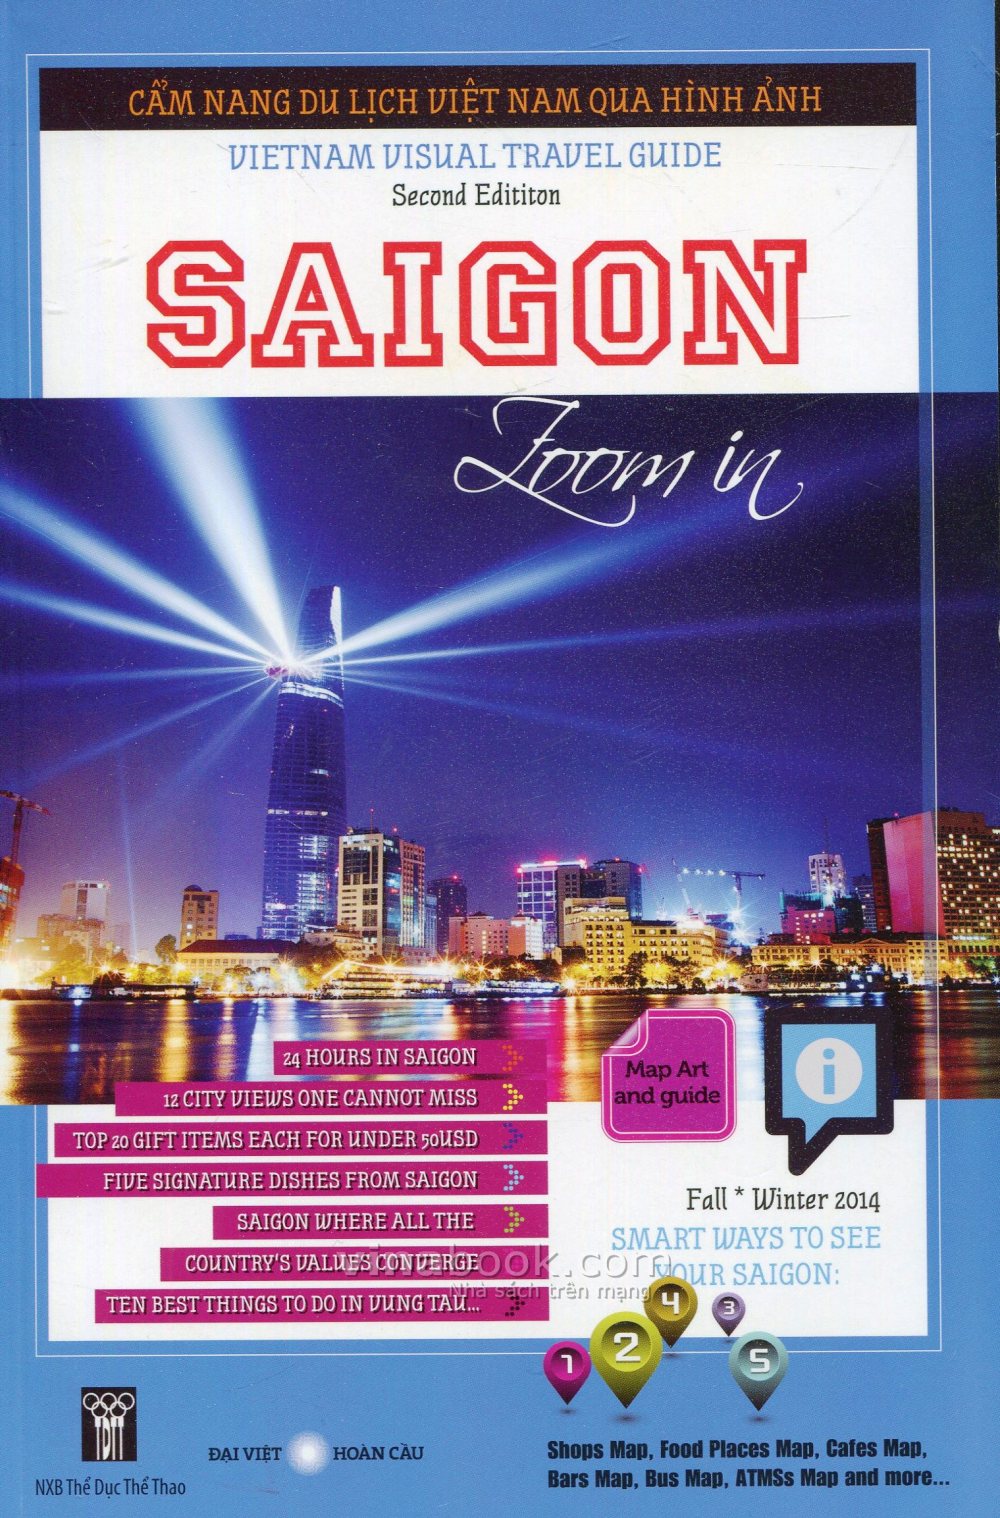 CẨM NANG DU LỊCH VIỆT NAM QUA HÌNH ẢNH
VIETNAM VISUAL TRAVEL GUIDE
Second Edititon
SAIGON
Zoom in
24 HOURS IN SAIGON
12 CITY VIEWS ONE CANNOT MISS
TOP 20 GIFT ITEMS EACH FOR UNDER 50USD
FIVE SIGNATURE DISHES FROM SAIGON
SAIGON WHERE ALL THE
COUNTRY'S VALUES CONVERGE
TEN BEST THINGS TO DO IN VUNG TAU...
Map Art
and guide
i
Fall * Winter 2014
SMART WAYS TO SEE
YOUR SAIGON:
vinabook.com
Nhà sách trên mạng
1
2
4
3
5
Shops Map, Food Places Map, Cafes Map,
Bars Map, Bus Map, ATMSs Map and more...
TDTT
NXB Thể Dục Thể Thao
ĐẠI VIỆT HOÀN CẦU